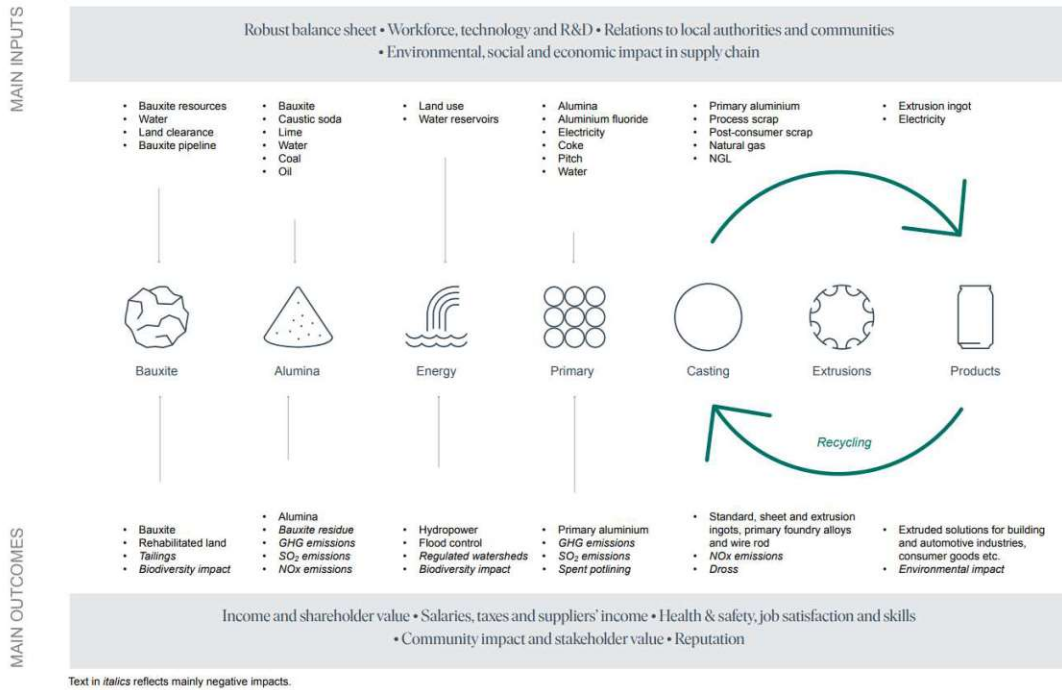 MAIN INPUTS
Robust balance sheet • Workforce, technology and R&D • Relations to local authorities and communities
• Environmental, social and economic impact in supply chain
• Bauxite resources
• Water
• Land clearance
• Bauxite pipeline
• Bauxite
• Caustic soda
• Lime
• Water
• Coal
• Oil
• Land use
• Water reservoirs
• Alumina
• Aluminium fluoride
• Electricity
• Coke
• Pitch
• Water
• Primary aluminium
• Process scrap
• Post-consumer scrap
• Natural gas
• NGL
• Extrusion ingot
• Electricity
Bauxite
Alumina
Energy
Primary
Casting
Extrusions
Products
Recycling
MAIN OUTCOMES
• Bauxite
• Rehabilitated land
• Tailings
• Biodiversity impact
• Alumina
• Bauxite residue
• GHG emissions
• SO₂ emissions
• NOx emissions
• Hydropower
• Flood control
• Regulated watersheds
• Biodiversity impact
• Primary aluminium
• GHG emissions
• SO₂ emissions
• Spent potlining
• Standard, sheet and extrusion
ingots, primary foundry alloys
and wire rod
• NOx emissions
• Dross
• Extruded solutions for building
and automotive industries,
consumer goods etc.
• Environmental impact
Income and shareholder value • Salaries, taxes and suppliers' income • Health & safety, job satisfaction and skills
• Community impact and stakeholder value • Reputation
Text in italics reflects mainly negative impacts.